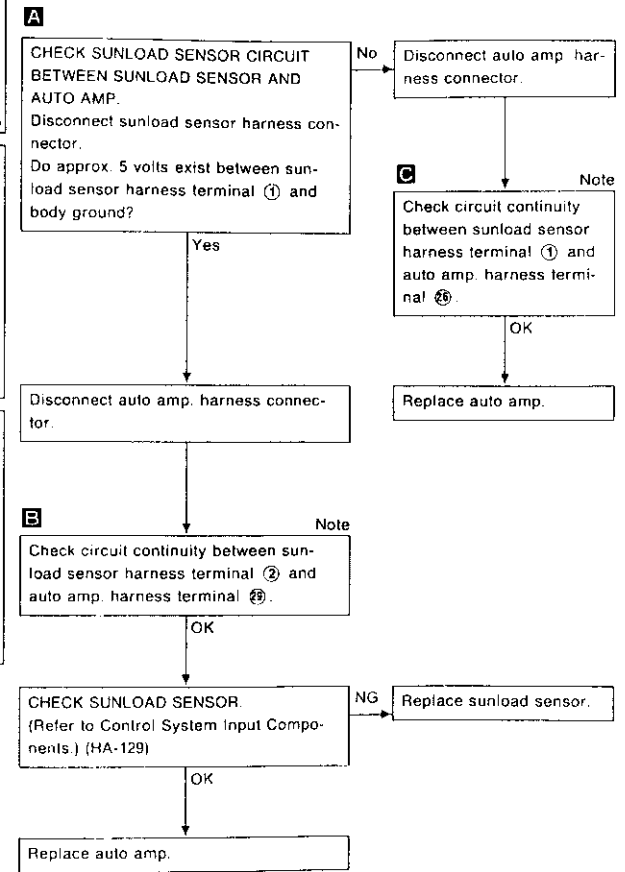 A
CHECK SUNLOAD SENSOR CIRCUIT
BETWEEN SUNLOAD SENSOR AND
AUTO AMP.
Disconnect sunload sensor harness con-
nector.
Do approx. 5 volts exist between sun-
load sensor harness terminal ① and
body ground?
No
Disconnect auto amp. har-
ness connector.
Yes
C
Note
Check circuit continuity
between sunload sensor
harness terminal ① and
auto amp. harness termi-
nal ㉖.
OK
Replace auto amp.
Disconnect auto amp. harness connec-
tor.
B
Note
Check circuit continuity between sun-
load sensor harness terminal ② and
auto amp. harness terminal ㉙.
OK
CHECK SUNLOAD SENSOR.
(Refer to Control System Input Compo-
nents.) (HA-129)
NG
Replace sunload sensor.
OK
Replace auto amp.